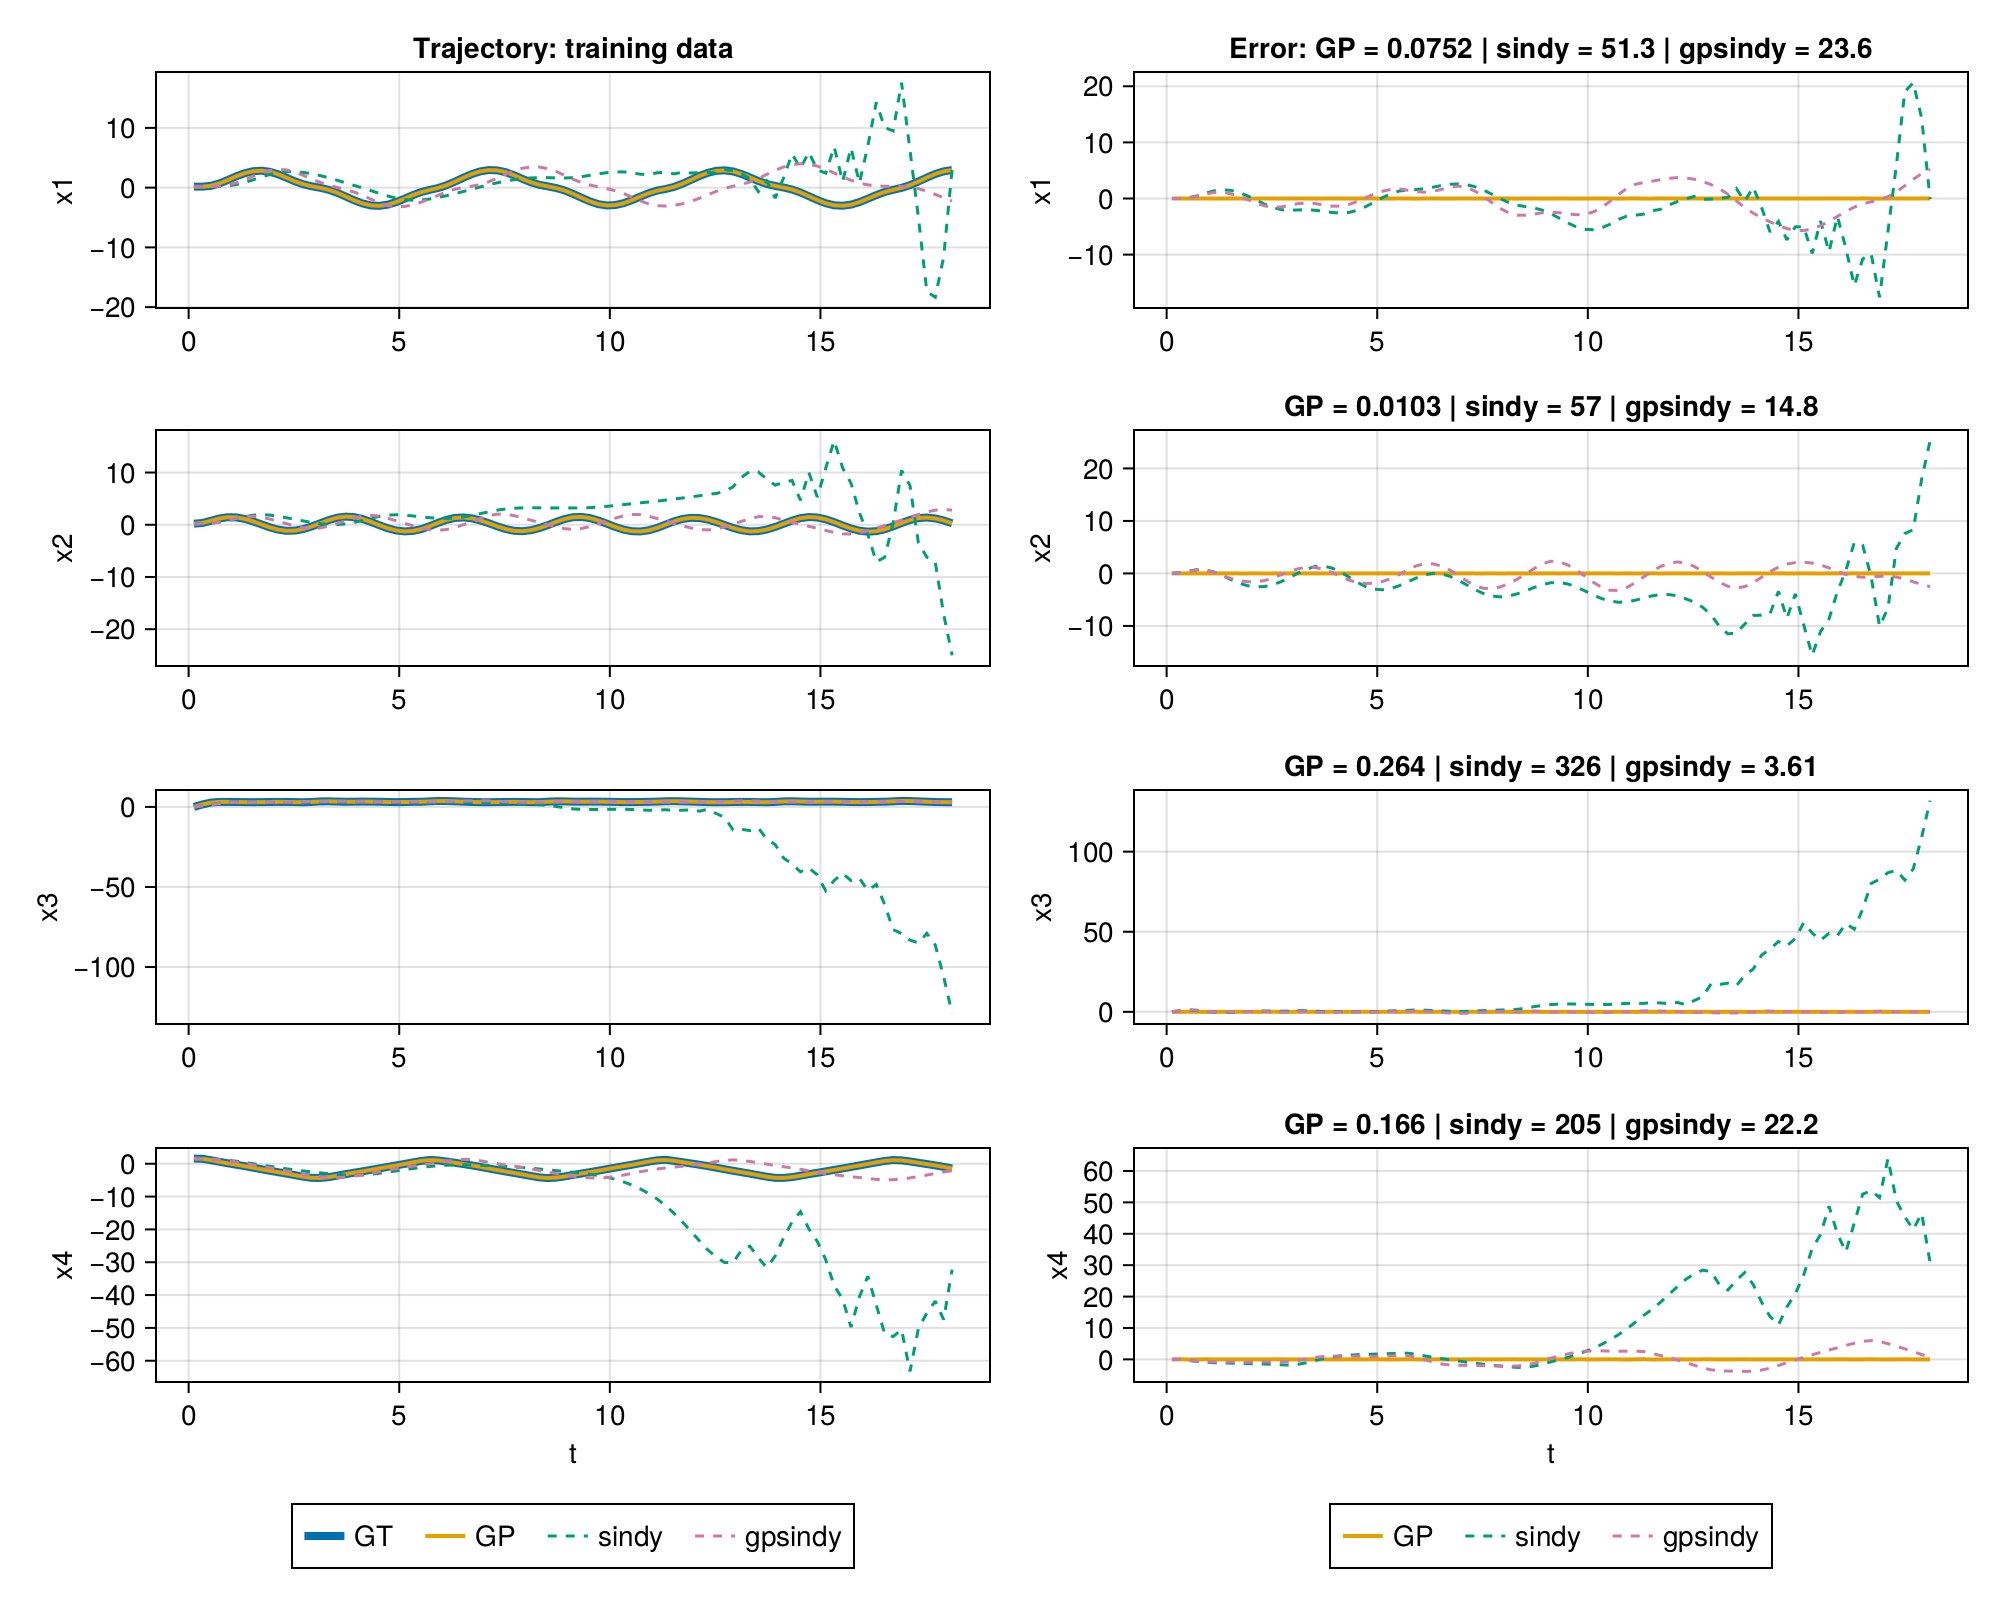 Trajectory: training data
Error: GP = 0.0752 | sindy = 51.3 | gpsindy = 23.6
x1
10
0
−10
−20
0 5 10 15
x1
20
10
0
−10
0 5 10 15
GP = 0.0103 | sindy = 57 | gpsindy = 14.8
x2
10
0
−10
−20
0 5 10 15
x2
20
10
0
−10
0 5 10 15
GP = 0.264 | sindy = 326 | gpsindy = 3.61
x3
0
−50
−100
0 5 10 15
x3
100
50
0
0 5 10 15
GP = 0.166 | sindy = 205 | gpsindy = 22.2
x4
0
−10
−20
−30
−40
−50
−60
0 5 10 15
t
x4
60
50
40
30
20
10
0
0 5 10 15
t
GT GP sindy gpsindy
GP sindy gpsindy